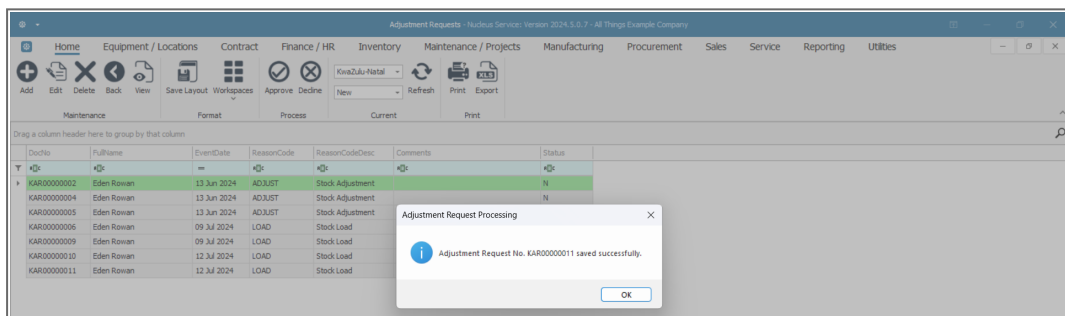 Adjustment Requests - Nucleus Service: Version 2024.5.0.7 - All Things Example Company
Home Equipment / Locations Contract Finance / HR Inventory Maintenance / Projects Manufacturing Procurement Sales Service Reporting Utilities
KwaZulu-Natal
Add Edit Delete Back View Save Layout Workspaces Approve Decline New Refresh Print Export
XLS
Maintenance Format Process Current Print
Drag a column header here to group by that column
DocNo FullName EventDate ReasonCode ReasonCodeDesc Comments Status
KAR00000002 Eden Rowan 13 Jun 2024 ADJUST Stock Adjustment N
KAR00000004 Eden Rowan 13 Jun 2024 ADJUST Stock Adjustment N
KAR00000005 Eden Rowan 13 Jun 2024 ADJUST Stock Adjustment
KAR00000006 Eden Rowan 09 Jul 2024 LOAD Stock Load
KAR00000009 Eden Rowan 09 Jul 2024 LOAD Stock Load
KAR00000010 Eden Rowan 12 Jul 2024 LOAD Stock Load
KAR00000011 Eden Rowan 12 Jul 2024 LOAD Stock Load
Adjustment Request Processing
Adjustment Request No. KAR00000011 saved successfully.
OK